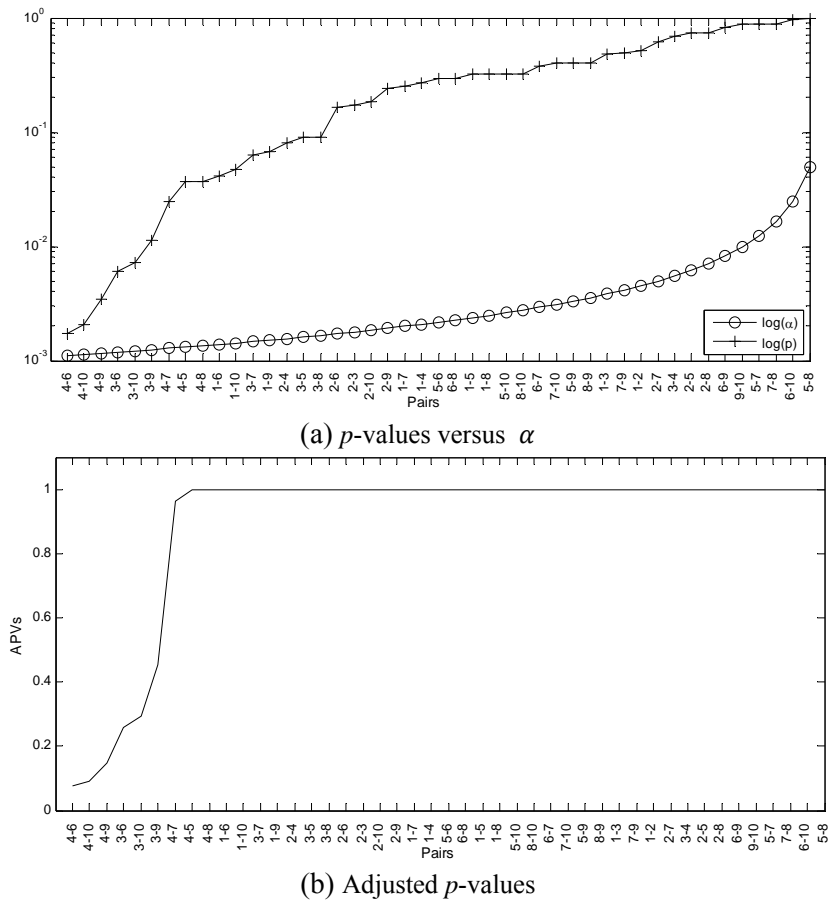 10^0
10^-1
10^-2
10^-3
log(α)
log(p)
4-6 4-10 4-9 3-6 3-10 3-9 4-7 4-5 4-8 1-6 1-10 3-7 1-9 2-4 3-5 3-8 2-6 2-3 2-10 2-9 1-7 1-4 5-6 6-8 1-5 1-8 5-10 8-10 6-7 7-10 5-9 8-9 1-3 7-9 1-2 2-7 3-4 2-5 2-8 6-9 9-10 5-7 7-8 6-10 5-8
Pairs
(a) p-values versus α
1
0.8
0.6
0.4
0.2
0
APVs
4-6 4-10 4-9 3-6 3-10 3-9 4-7 4-5 4-8 1-6 1-10 3-7 1-9 2-4 3-5 3-8 2-6 2-3 2-10 2-9 1-7 1-4 5-6 6-8 1-5 1-8 5-10 8-10 6-7 7-10 5-9 8-9 1-3 7-9 1-2 2-7 3-4 2-5 2-8 6-9 9-10 5-7 7-8 6-10 5-8
Pairs
(b) Adjusted p-values